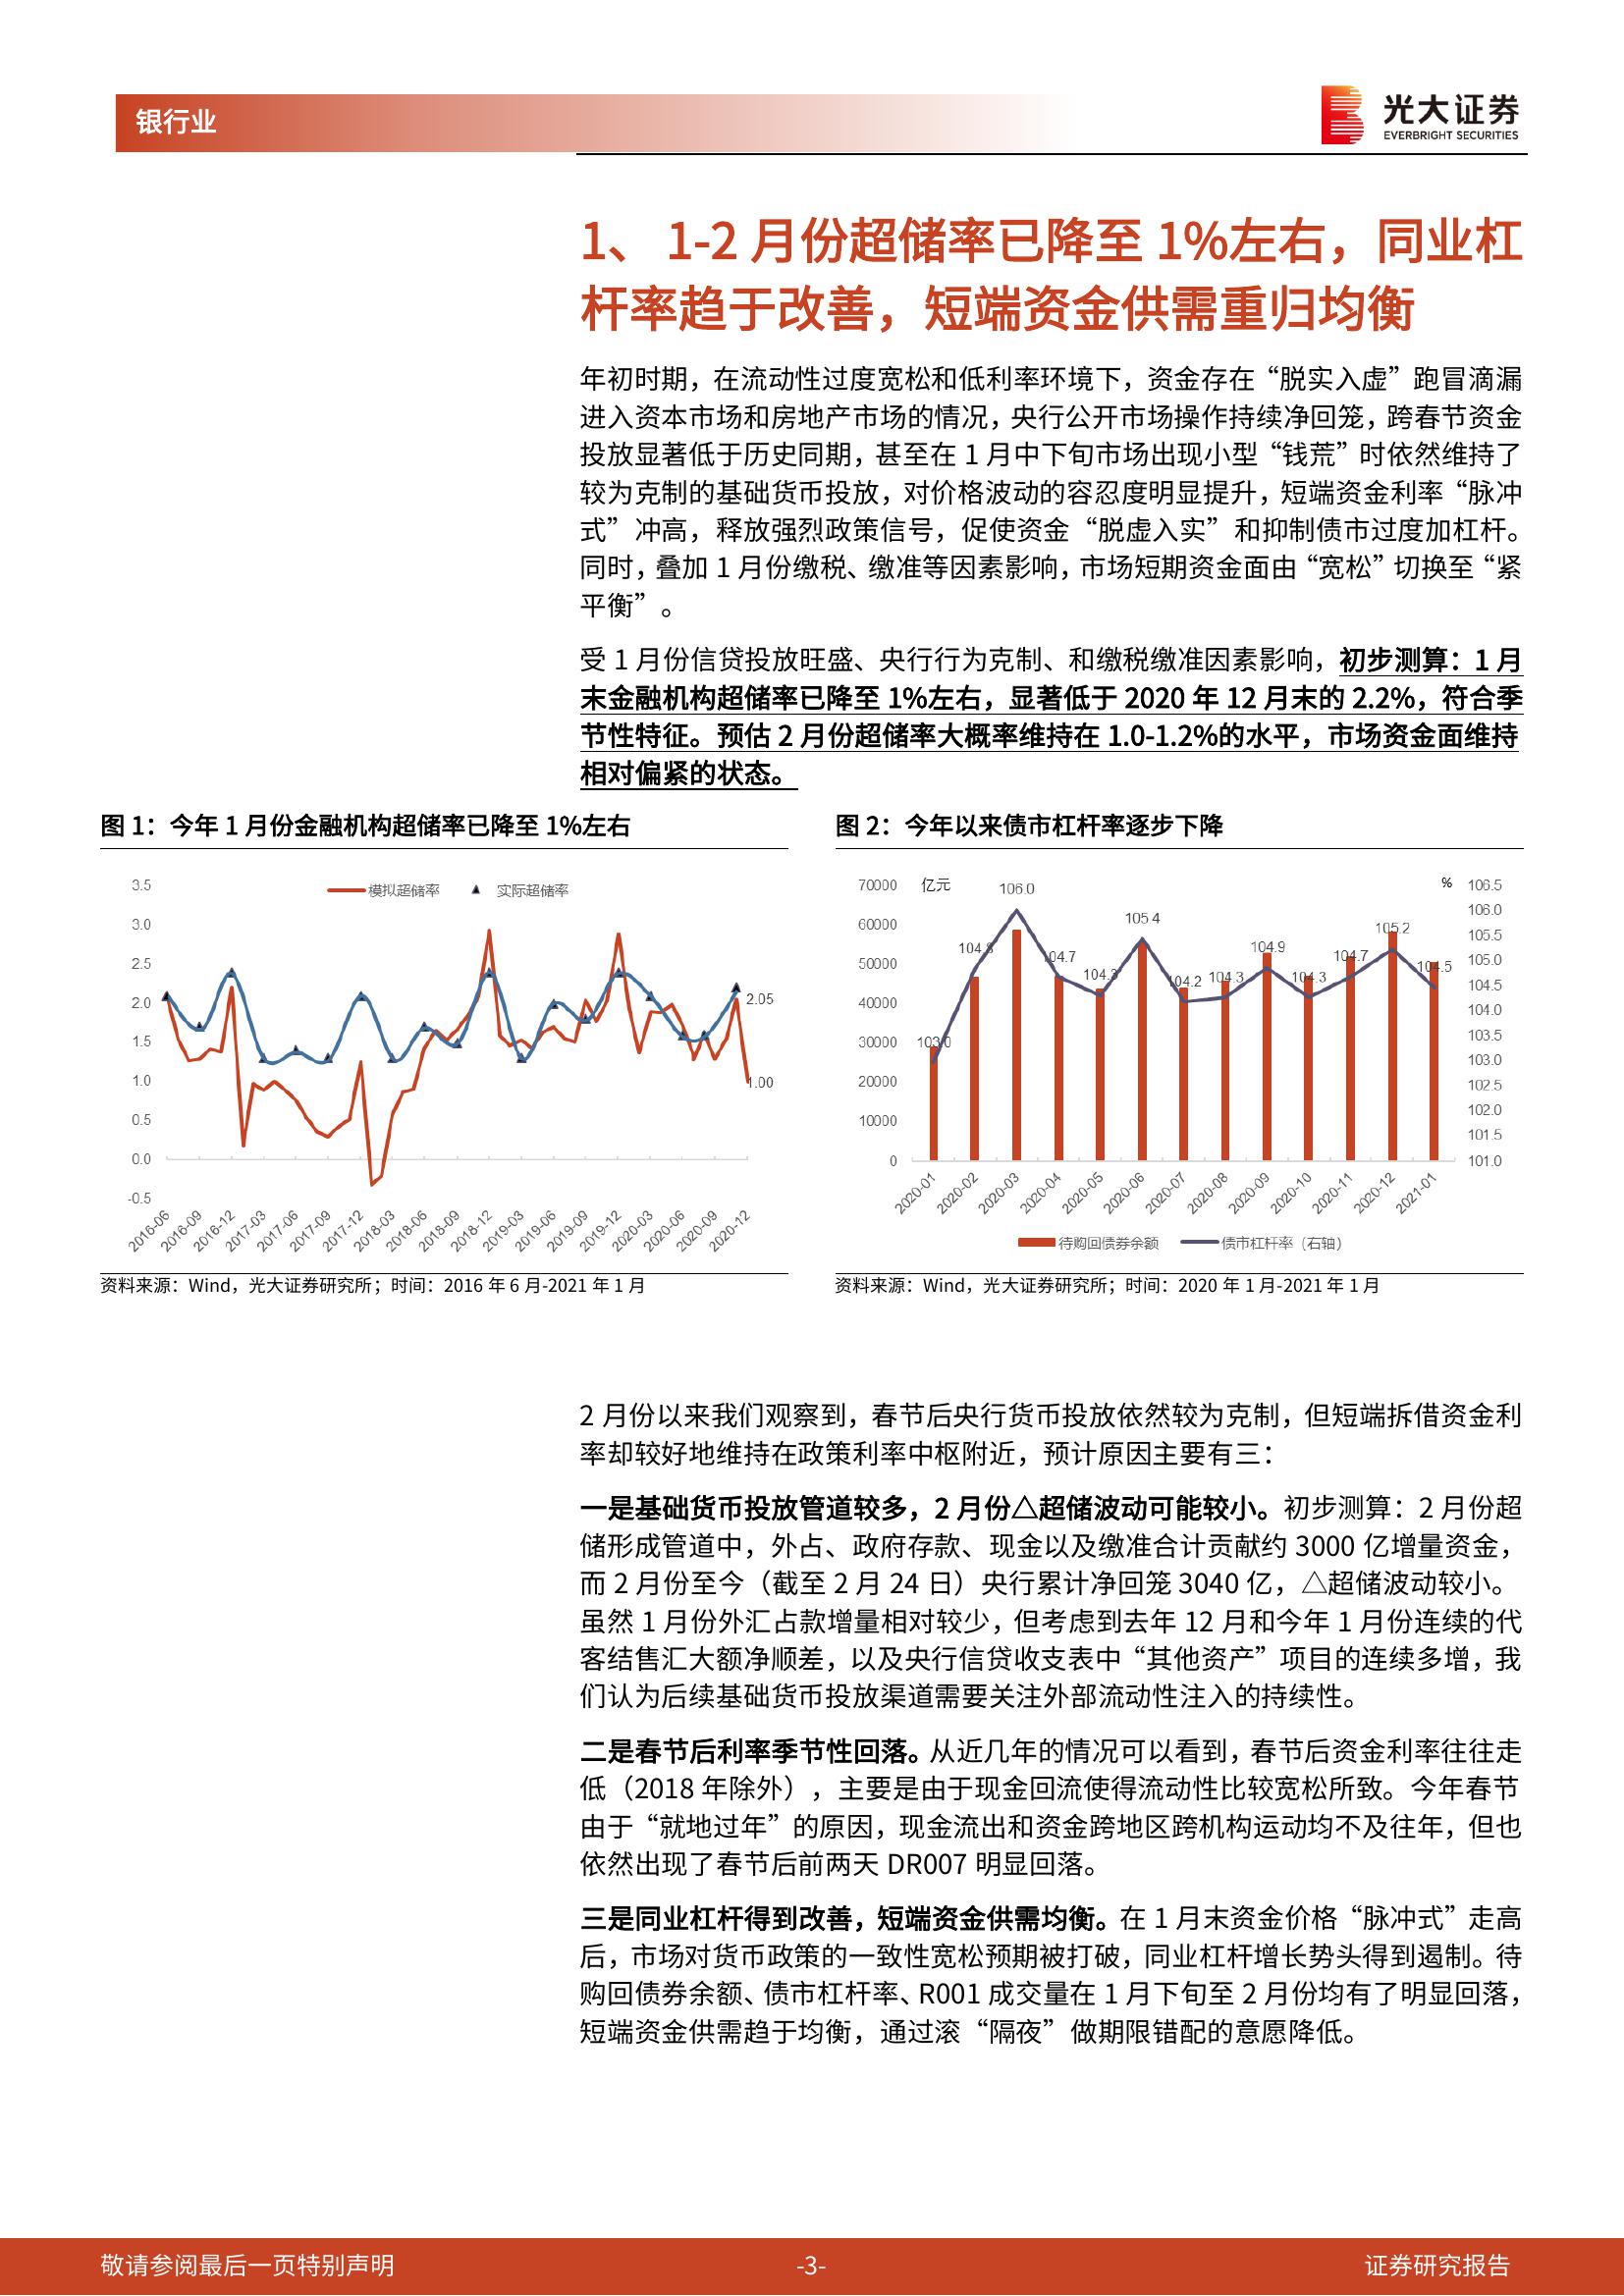 银行业
光大证券
EVERBRIGHT SECURITIES
1、 1-2 月份超储率已降至 1%左右，同业杠
杆率趋于改善，短端资金供需重归均衡
年初时期，在流动性过度宽松和低利率环境下，资金存在“脱实入虚”跑冒滴漏
进入资本市场和房地产市场的情况，央行公开市场操作持续净回笼，跨春节资金
投放显著低于历史同期，甚至在 1 月中下旬市场出现小型“钱荒”时依然维持了
较为克制的基础货币投放，对价格波动的容忍度明显提升，短端资金利率“脉冲
式”冲高，释放强烈政策信号，促使资金“脱虚入实”和抑制债市过度加杠杆。
同时，叠加 1 月份缴税、缴准等因素影响，市场短期资金面由“宽松”切换至“紧
平衡”。
受 1 月份信贷投放旺盛、央行行为克制、和缴税缴准因素影响，初步测算：1 月
末金融机构超储率已降至 1%左右，显著低于 2020 年 12 月末的 2.2%，符合季
节性特征。预估 2 月份超储率大概率维持在 1.0-1.2%的水平，市场资金面维持
相对偏紧的状态。
图 1：今年 1 月份金融机构超储率已降至 1%左右
3.5
3.0
2.5
2.0
1.5
1.0
0.5
0.0
-0.5
模拟超储率
实际超储率
2.05
1.00
2016-06
2016-09
2016-12
2017-03
2017-06
2017-09
2017-12
2018-03
2018-06
2018-09
2018-12
2019-03
2019-06
2019-09
2019-12
2020-03
2020-06
2020-09
2020-12
资料来源：Wind，光大证券研究所；时间：2016 年 6 月-2021 年 1 月
图 2：今年以来债市杠杆率逐步下降
70000
60000
50000
40000
30000
20000
10000
0
亿元
%
106.5
106.0
105.5
105.0
104.5
104.0
103.5
103.0
102.5
102.0
101.5
101.0
103.0
104.8
106.0
104.7
104.3
105.4
104.2
104.3
104.9
104.3
104.7
105.2
104.5
2020-01
2020-02
2020-03
2020-04
2020-05
2020-06
2020-07
2020-08
2020-09
2020-10
2020-11
2020-12
2021-01
待购回债券余额
债市杠杆率（右轴）
资料来源：Wind，光大证券研究所；时间：2020 年 1 月-2021 年 1 月
2 月份以来我们观察到，春节后央行货币投放依然较为克制，但短端拆借资金利
率却较好地维持在政策利率中枢附近，预计原因主要有三：
一是基础货币投放管道较多，2 月份△超储波动可能较小。初步测算：2 月份超
储形成管道中，外占、政府存款、现金以及缴准合计贡献约 3000 亿增量资金，
而 2 月份至今（截至 2 月 24 日）央行累计净回笼 3040 亿，△超储波动较小。
虽然 1 月份外汇占款增量相对较少，但考虑到去年 12 月和今年 1 月份连续的代
客结售汇大额净顺差，以及央行信贷收支表中“其他资产”项目的连续多增，我
们认为后续基础货币投放渠道需要关注外部流动性注入的持续性。
二是春节后利率季节性回落。从近几年的情况可以看到，春节后资金利率往往走
低（2018 年除外），主要是由于现金回流使得流动性比较宽松所致。今年春节
由于“就地过年”的原因，现金流出和资金跨地区跨机构运动均不及往年，但也
依然出现了春节后前两天 DR007 明显回落。
三是同业杠杆得到改善，短端资金供需均衡。在 1 月末资金价格“脉冲式”走高
后，市场对货币政策的一致性宽松预期被打破，同业杠杆增长势头得到遏制。待
购回债券余额、债市杠杆率、R001 成交量在 1 月下旬至 2 月份均有了明显回落，
短端资金供需趋于均衡，通过滚“隔夜”做期限错配的意愿降低。
敬请参阅最后一页特别声明
-3-
证券研究报告